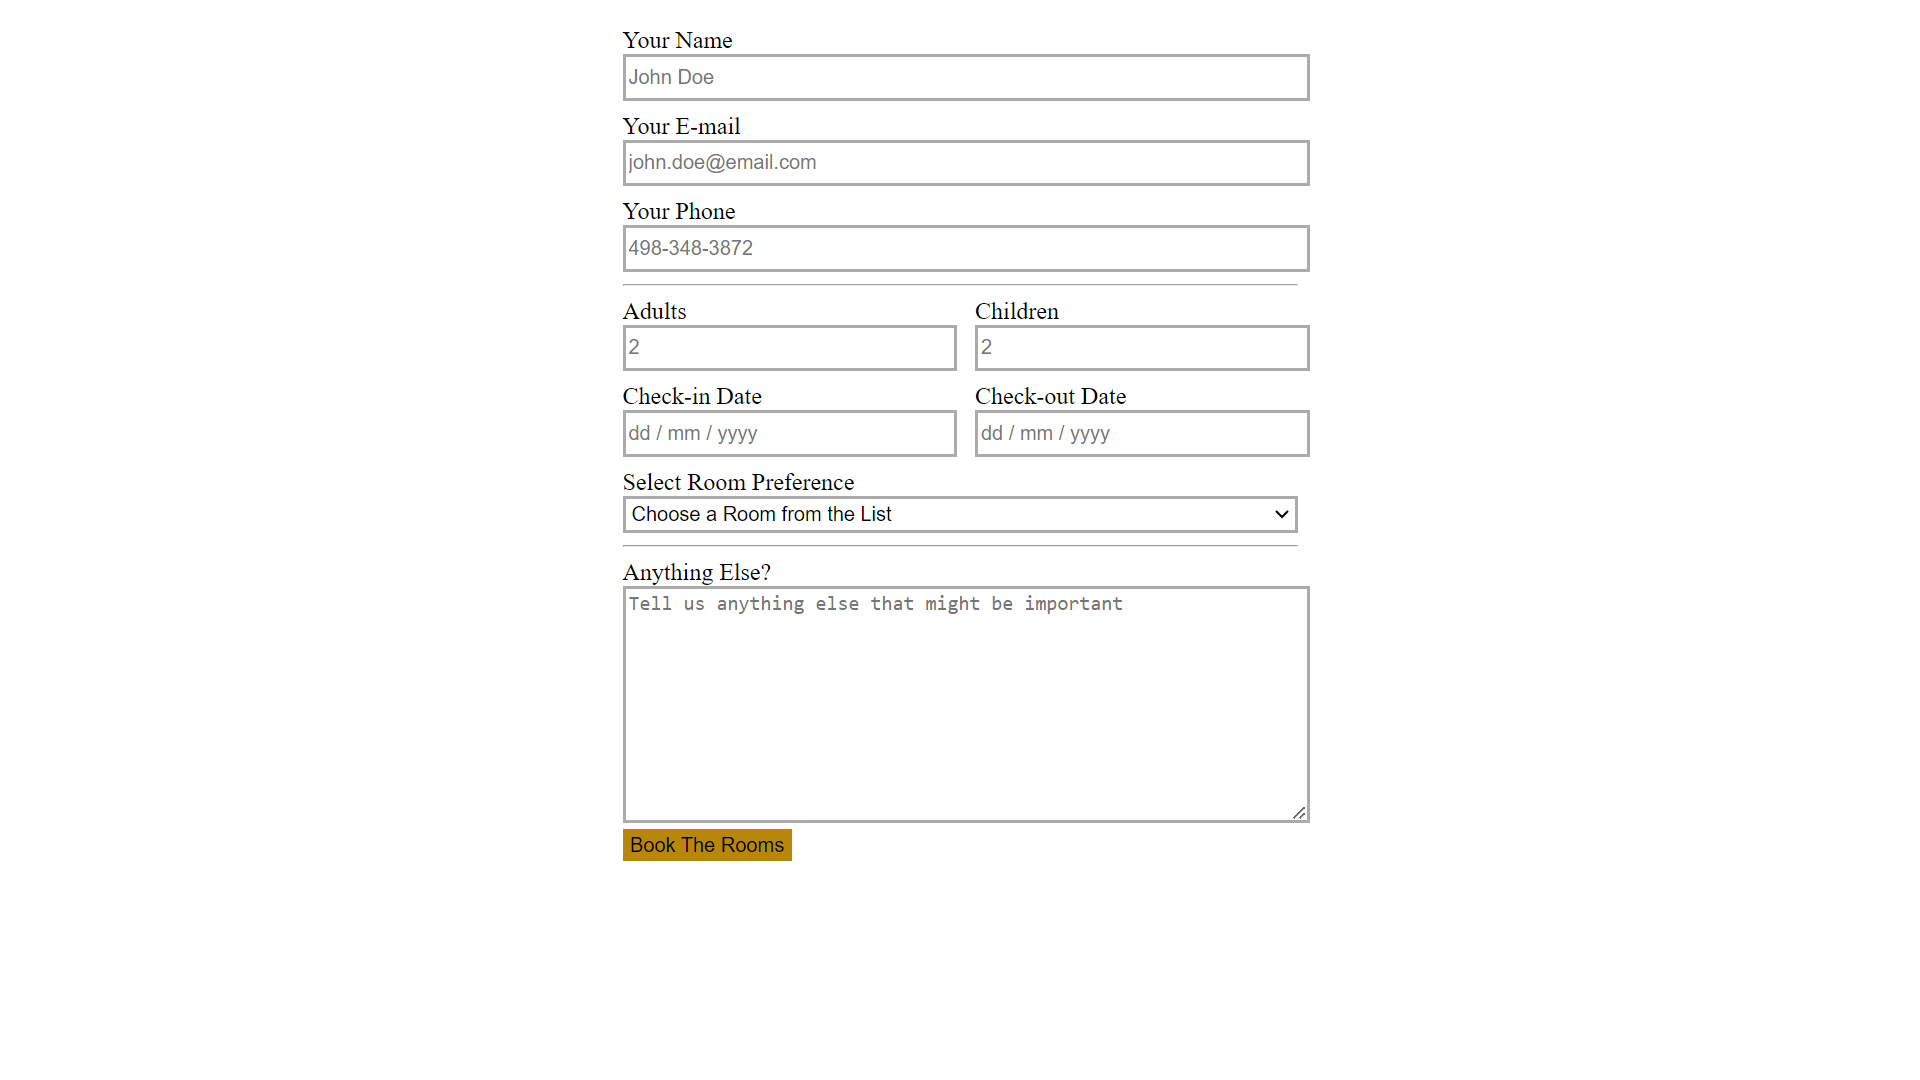 Your Name
John Doe
Your E-mail
john.doe@email.com
Your Phone
498-348-3872
Adults Children
2 2
Check-in Date Check-out Date
dd / mm / yyyy dd / mm / yyyy
Select Room Preference
Choose a Room from the List
Anything Else?
Tell us anything else that might be important
Book The Rooms